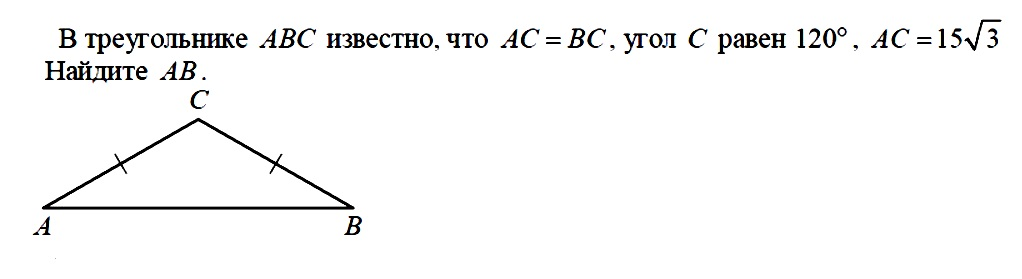 В треугольнике ABC известно, что AC = BC, угол C равен 120°, AC = 15√3
Найдите AB.
C
A B